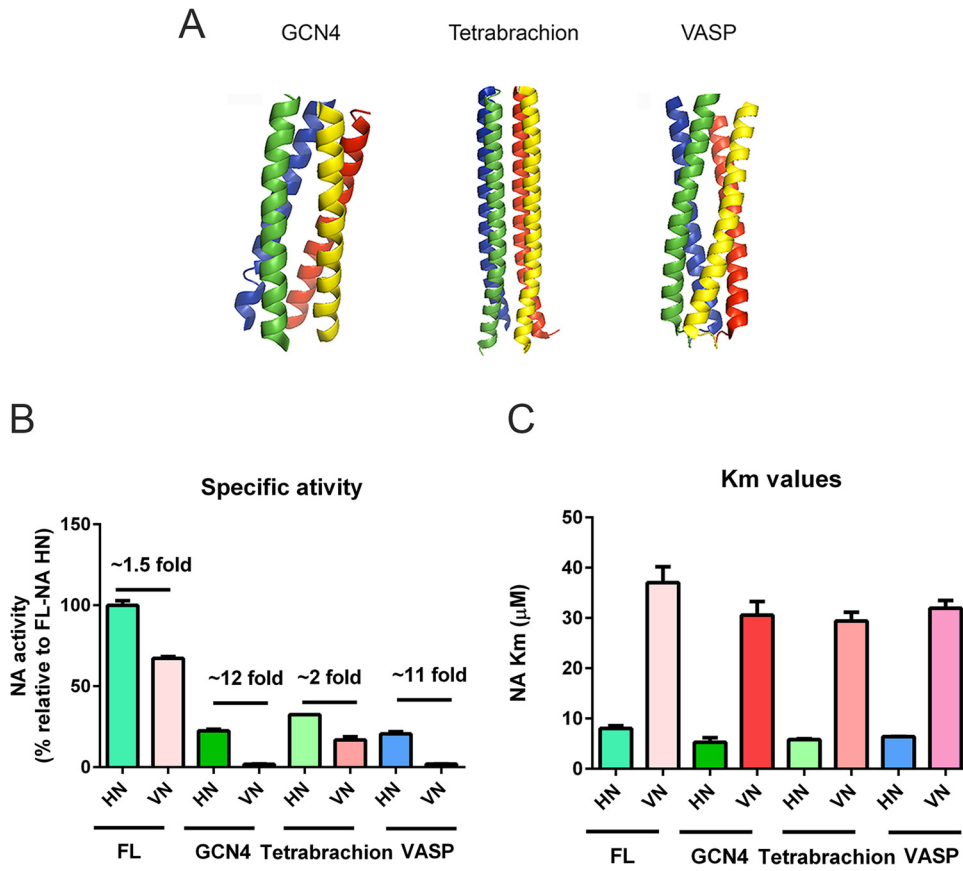 A
GCN4 Tetrabrachion VASP
B
Specific ativity
NA activity
(% relative to FL-NA HN)
150
100
50
0
~1.5 fold
~12 fold
~2 fold
~11 fold
HN VN HN VN HN VN HN VN
FL GCN4 Tetrabrachion VASP
C
Km values
NA Km (μM)
50
40
30
20
10
0
HN VN HN VN HN VN HN VN
FL GCN4 Tetrabrachion VASP